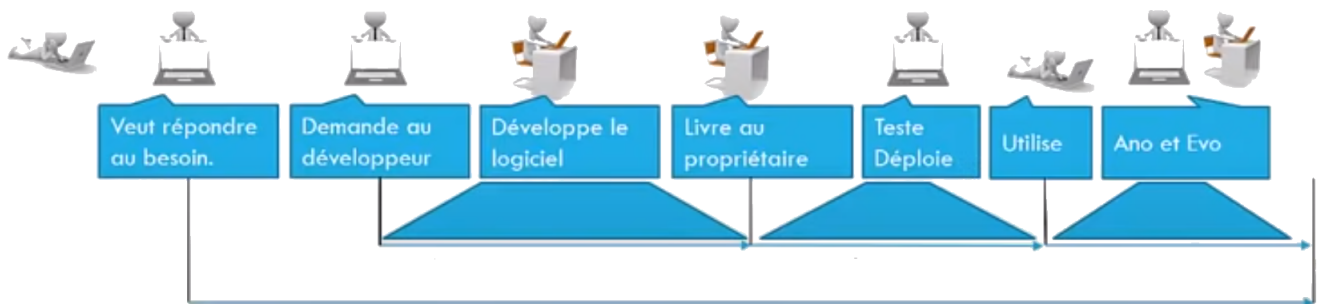 Veut répondre
au besoin.
Demande au
développeur
Développe le
logiciel
Livre au
propriétaire
Teste
Déploie
Utilise
Ano et Evo